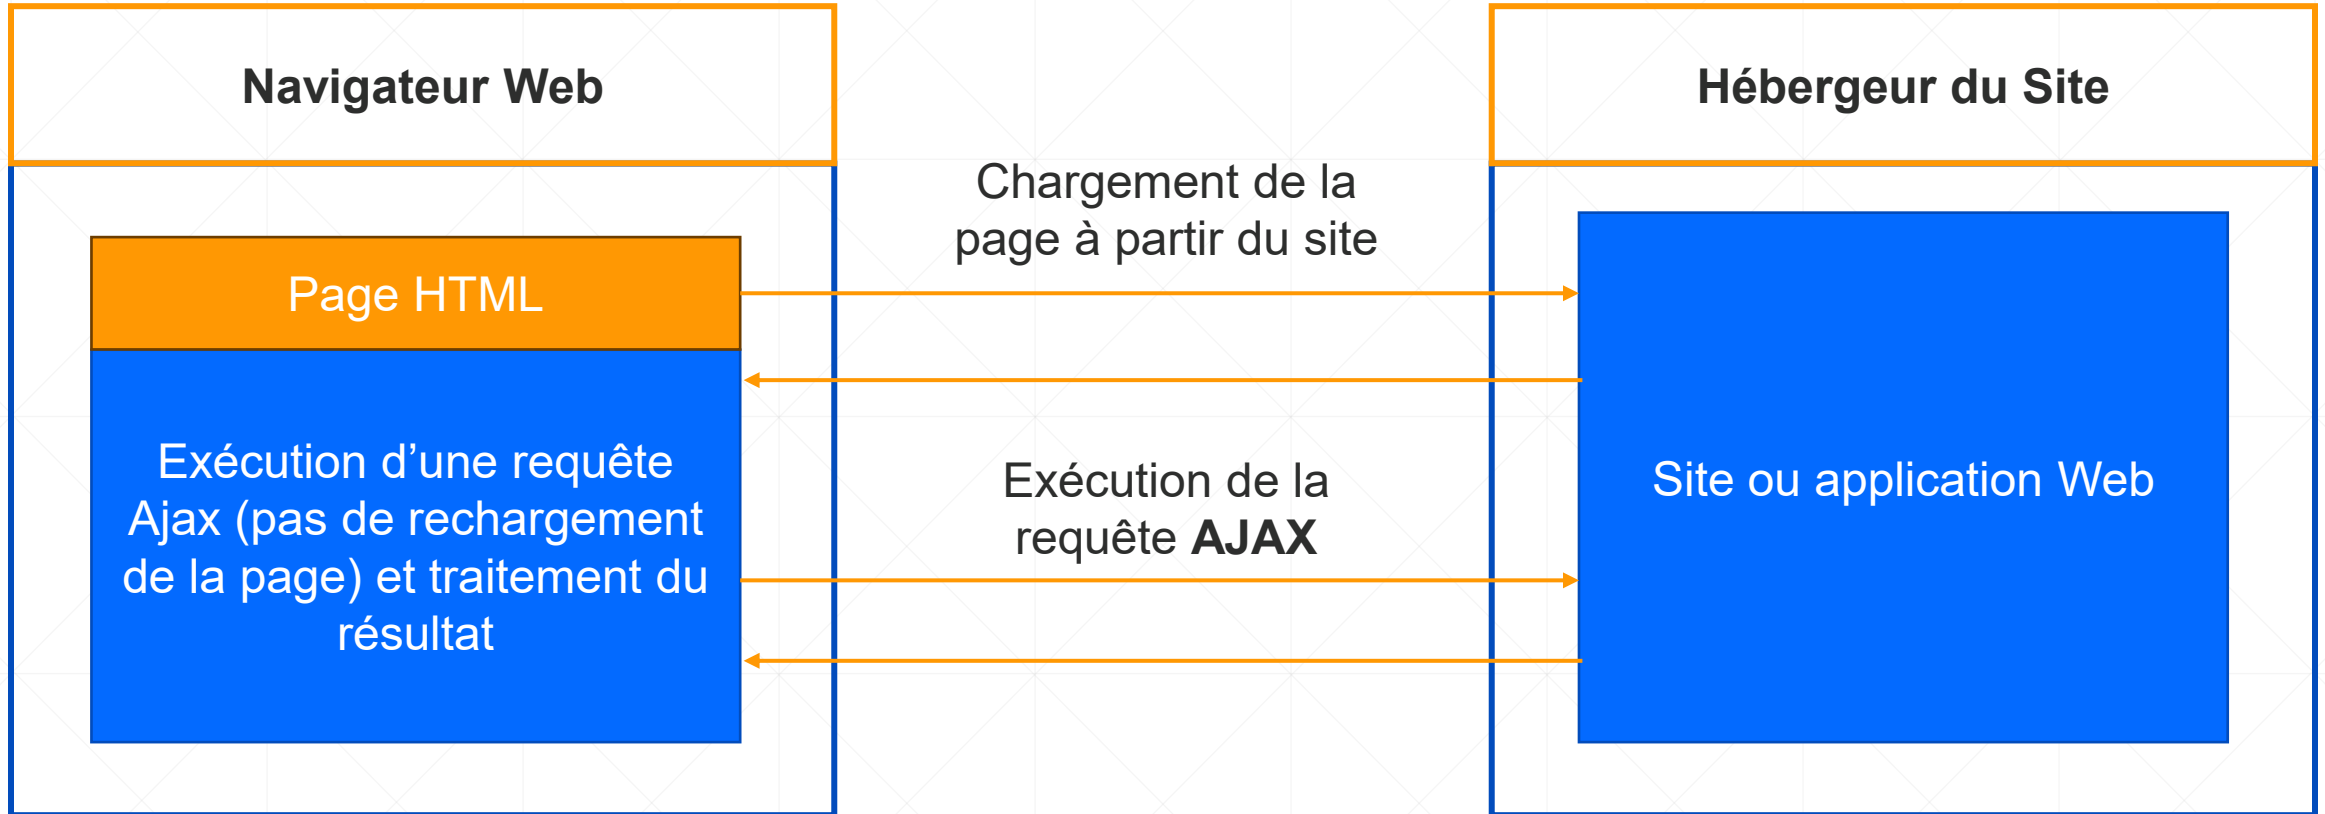 Navigateur Web
Hébergeur du Site
Chargement de la
page à partir du site
Page HTML
Exécution d’une requête
Ajax (pas de rechargement
de la page) et traitement du
résultat
Exécution de la
requête AJAX
Site ou application Web